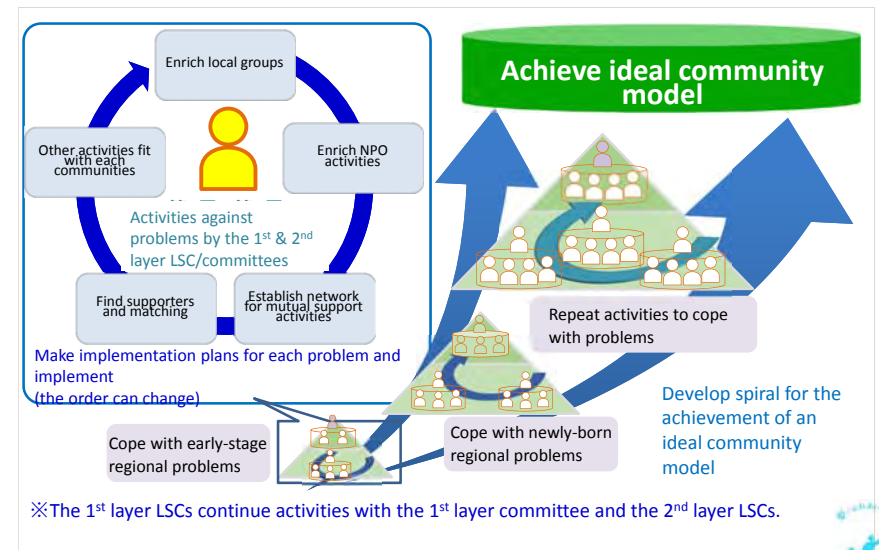 Enrich local groups
Enrich NPO
activities
Establish network
for mutual support
activities
Find supporters
and matching
Other activities fit
with each
communities
Activities against
problems by the 1st & 2nd
layer LSC/committees
Make implementation plans for each problem and
implement
(the order can change)
Achieve ideal community
model
Repeat activities to cope
with problems
Cope with newly-born
regional problems
Cope with early-stage
regional problems
Develop spiral for the
achievement of an
ideal community
model
※The 1st layer LSCs continue activities with the 1st layer committee and the 2nd layer LSCs.